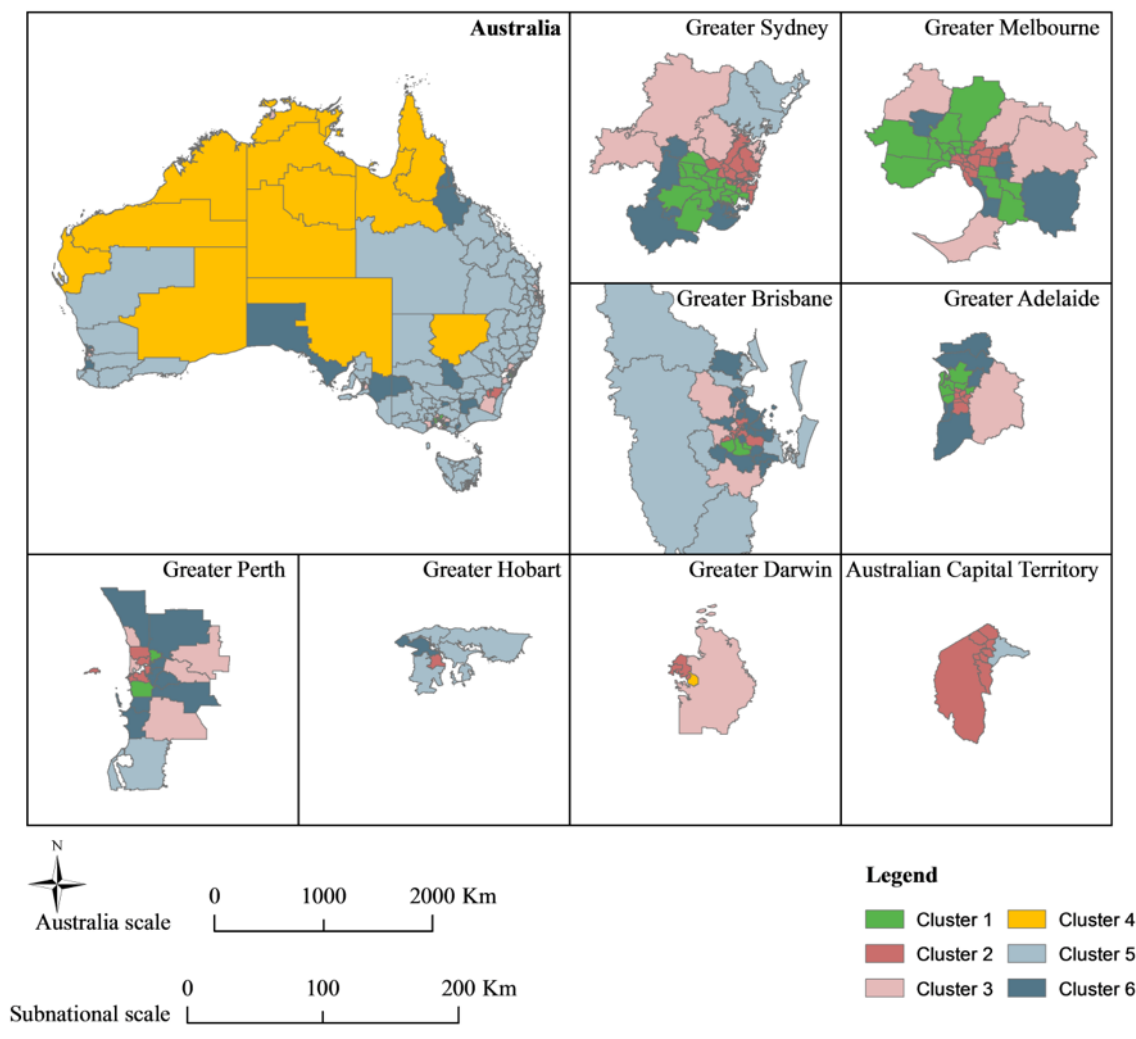 Australia
Greater Sydney
Greater Melbourne
Greater Brisbane
Greater Adelaide
Greater Perth
Greater Hobart
Greater Darwin
Australian Capital Territory
N
0 1000 2000 Km
Australia scale
0 100 200 Km
Subnational scale
Legend
Cluster 1 Cluster 4
Cluster 2 Cluster 5
Cluster 3 Cluster 6